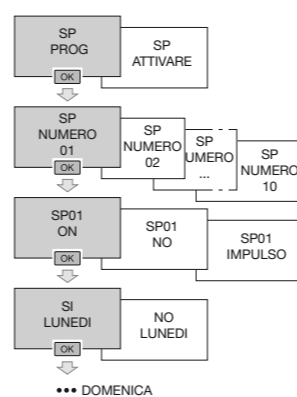 SP
PROG
OK
SP
ATTIVARE
SP
NUMERO
01
OK
SP
NUMERO
02
SP
UMERO
...
SP
NUMERO
10
SP01
ON
OK
SP01
NO
SP01
IMPULSO
SI
LUNEDI
OK
NO
LUNEDI
••• DOMENICA